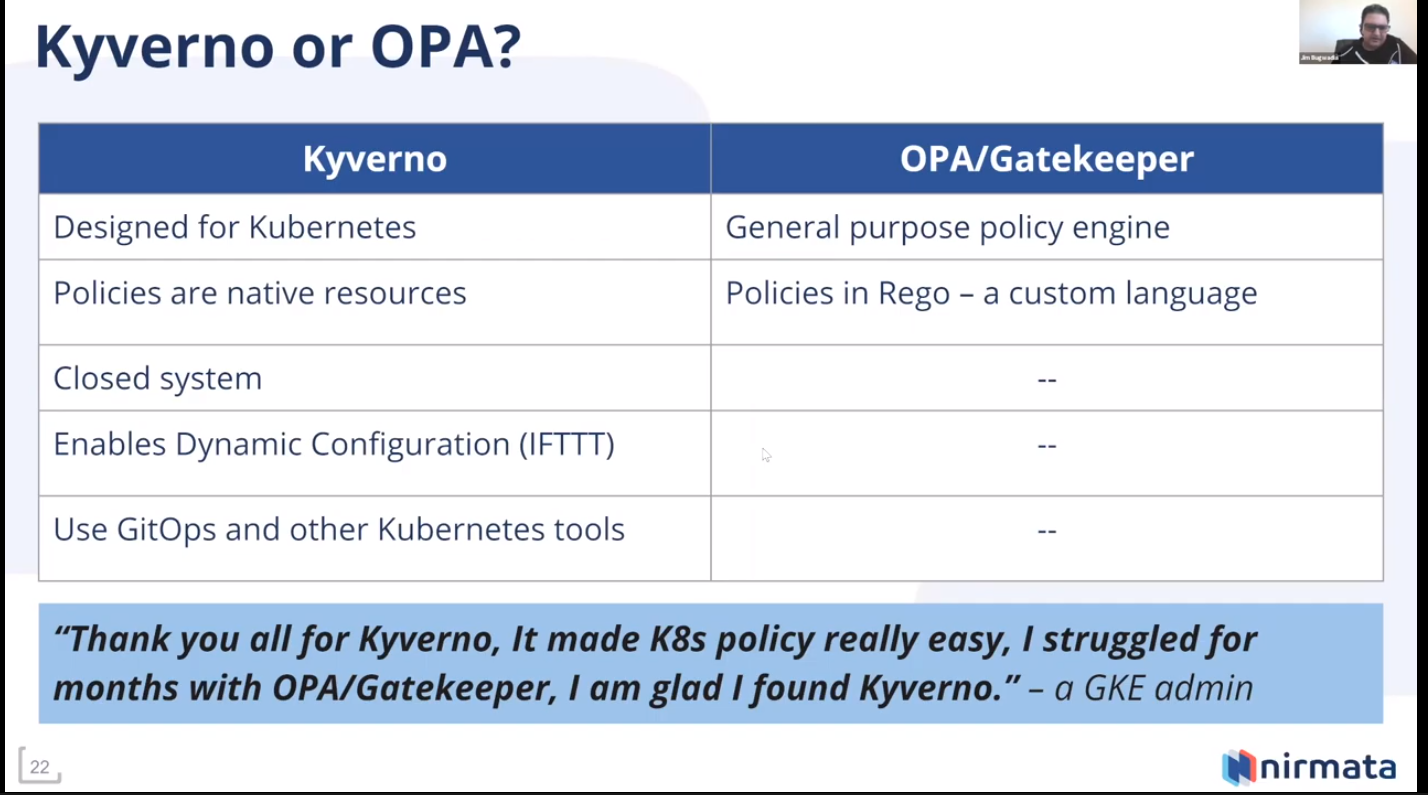 Kyverno or OPA?
Jim Bugwadia
Kyverno
OPA/Gatekeeper
Designed for Kubernetes
General purpose policy engine
Policies are native resources
Policies in Rego – a custom language
Closed system
--
Enables Dynamic Configuration (IFTTT)
--
Use GitOps and other Kubernetes tools
--
“Thank you all for Kyverno, It made K8s policy really easy, I struggled for
months with OPA/Gatekeeper, I am glad I found Kyverno.” – a GKE admin
22
nirmata